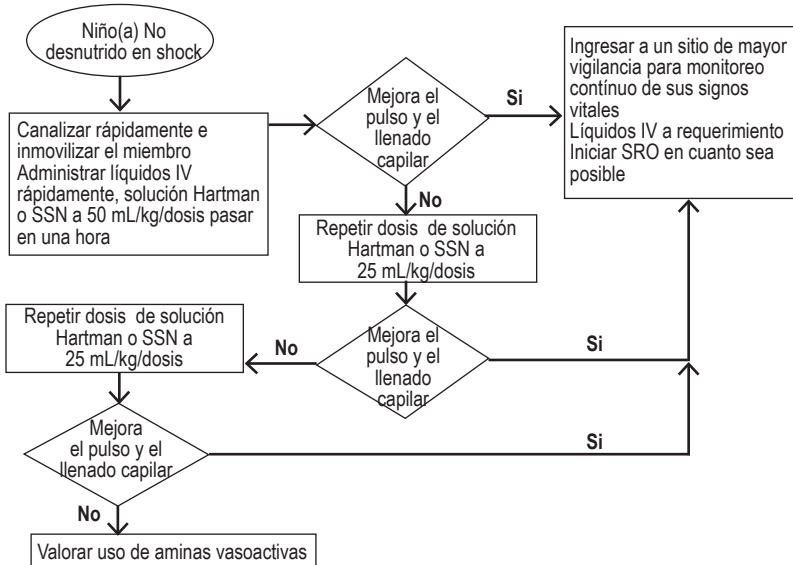 Niño(a) No
desnutrido en shock
Canalizar rápidamente e
inmovilizar el miembro
Administrar líquidos IV
rápidamente, solución Hartman
o SSN a 50 mL/kg/dosis pasar
en una hora
Mejora el
pulso y el
llenado
capilar
Si
Ingresar a un sitio de mayor
vigilancia para monitoreo
contínuo de sus signos
vitales
Líquidos IV a requerimiento
Iniciar SRO en cuanto sea
posible
No
Repetir dosis de solución
Hartman o SSN a
25 mL/kg/dosis
Mejora el
pulso y el
llenado
capilar
Si
No
Repetir dosis de solución
Hartman o SSN a
25 mL/kg/dosis
Mejora
el pulso y el
llenado capilar
Si
No
Valorar uso de aminas vasoactivas